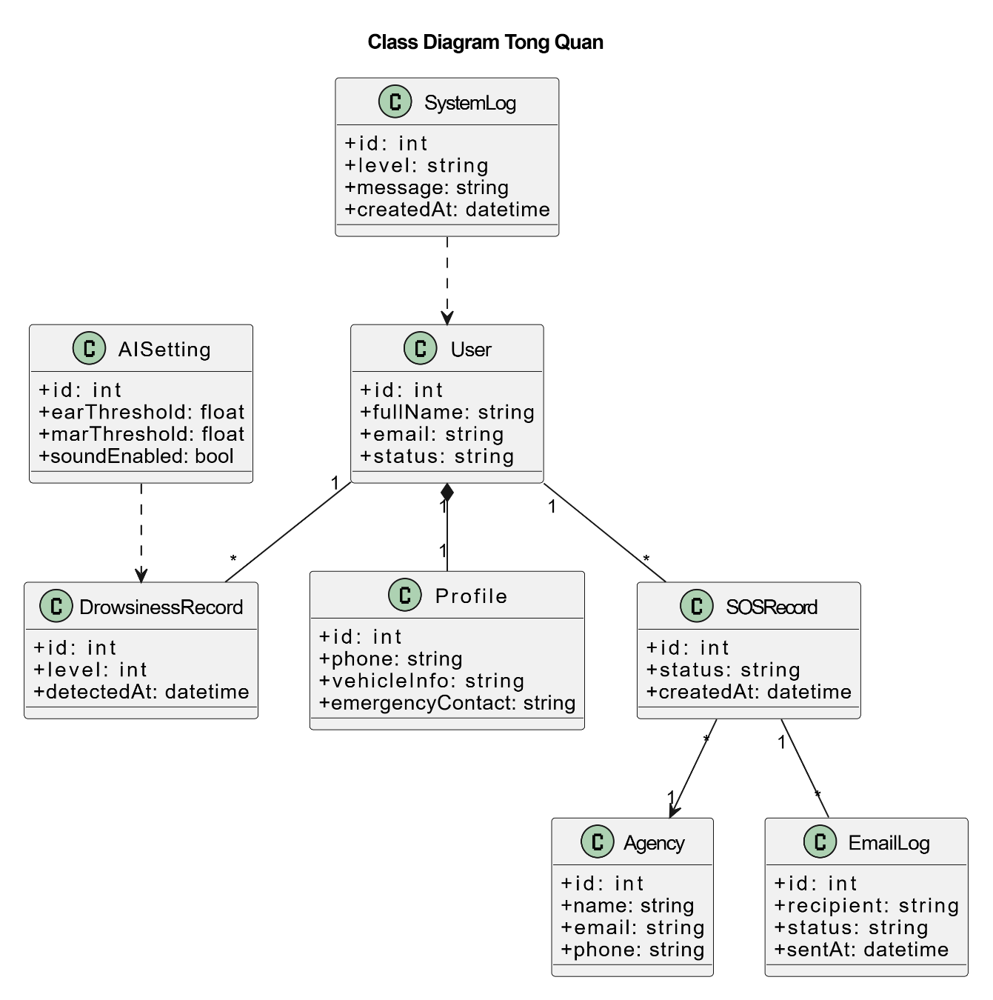 Class Diagram Tong Quan
C SystemLog
+id: int
+level: string
+message: string
+createdAt: datetime
C AISetting
+id: int
+earThreshold: float
+marThreshold: float
+soundEnabled: bool
C User
+id: int
+fullName: string
+email: string
+status: string
1
*
1
1
1
*
C DrowsinessRecord
+id: int
+level: int
+detectedAt: datetime
C Profile
+id: int
+phone: string
+vehicleInfo: string
+emergencyContact: string
C SOSRecord
+id: int
+status: string
+createdAt: datetime
*
1
1
*
C Agency
+id: int
+name: string
+email: string
+phone: string
C EmailLog
+id: int
+recipient: string
+status: string
+sentAt: datetime